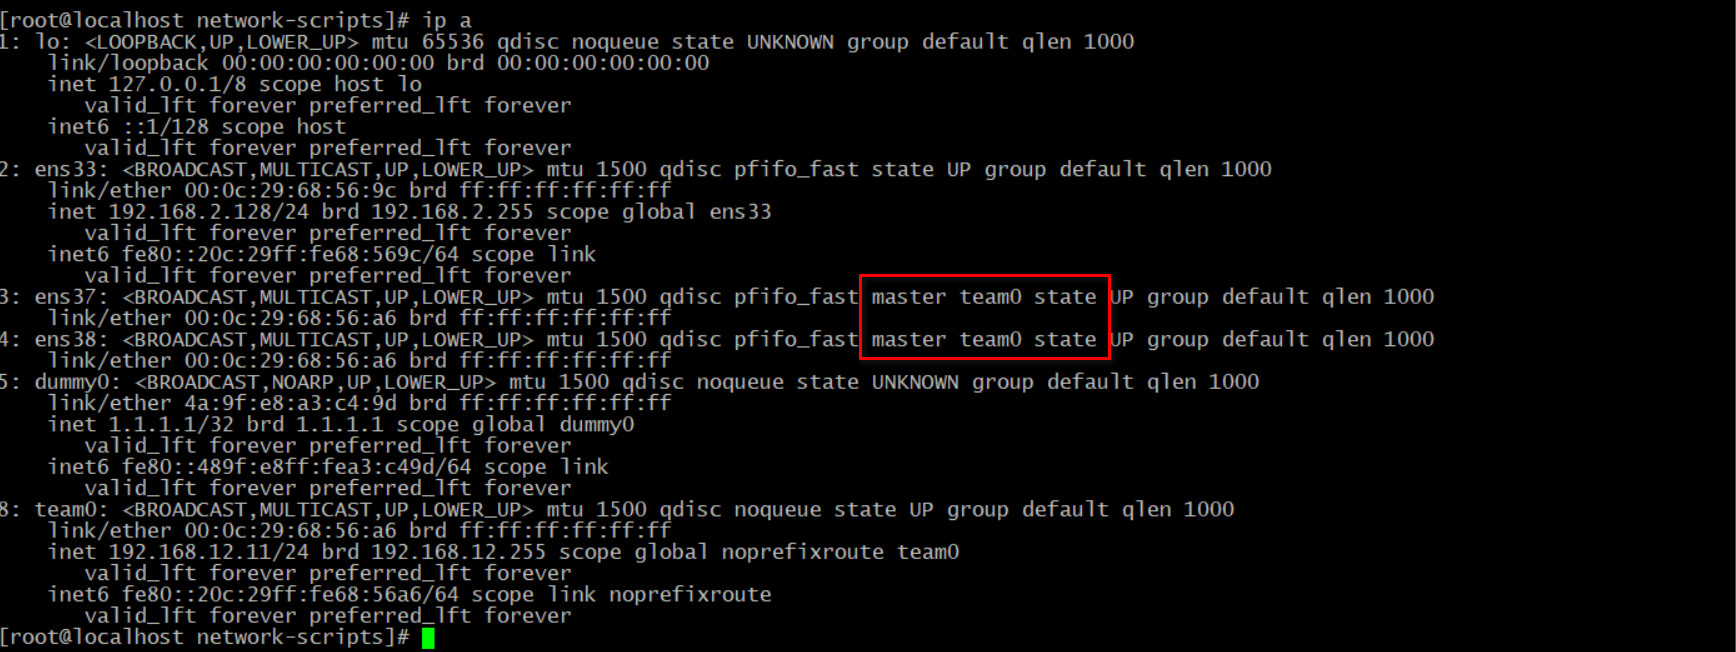 [root@localhost network-scripts]# ip a
1: lo: <LOOPBACK,UP,LOWER_UP> mtu 65536 qdisc noqueue state UNKNOWN group default qlen 1000
    link/loopback 00:00:00:00:00:00 brd 00:00:00:00:00:00
    inet 127.0.0.1/8 scope host lo
       valid_lft forever preferred_lft forever
    inet6 ::1/128 scope host
       valid_lft forever preferred_lft forever
2: ens33: <BROADCAST,MULTICAST,UP,LOWER_UP> mtu 1500 qdisc pfifo_fast state UP group default qlen 1000
    link/ether 00:0c:29:68:56:9c brd ff:ff:ff:ff:ff:ff
    inet 192.168.2.128/24 brd 192.168.2.255 scope global ens33
       valid_lft forever preferred_lft forever
    inet6 fe80::20c:29ff:fe68:569c/64 scope link
       valid_lft forever preferred_lft forever
3: ens37: <BROADCAST,MULTICAST,UP,LOWER_UP> mtu 1500 qdisc pfifo_fast master team0 state UP group default qlen 1000
    link/ether 00:0c:29:68:56:a6 brd ff:ff:ff:ff:ff:ff
4: ens38: <BROADCAST,MULTICAST,UP,LOWER_UP> mtu 1500 qdisc pfifo_fast master team0 state UP group default qlen 1000
    link/ether 00:0c:29:68:56:a6 brd ff:ff:ff:ff:ff:ff
5: dummy0: <BROADCAST,NOARP,UP,LOWER_UP> mtu 1500 qdisc noqueue state UNKNOWN group default qlen 1000
    link/ether 4a:9f:e8:a3:c4:9d brd ff:ff:ff:ff:ff:ff
    inet 1.1.1.1/32 brd 1.1.1.1 scope global dummy0
       valid_lft forever preferred_lft forever
    inet6 fe80::489f:e8ff:fea3:c49d/64 scope link
       valid_lft forever preferred_lft forever
8: team0: <BROADCAST,MULTICAST,UP,LOWER_UP> mtu 1500 qdisc noqueue state UP group default qlen 1000
    link/ether 00:0c:29:68:56:a6 brd ff:ff:ff:ff:ff:ff
    inet 192.168.12.11/24 brd 192.168.12.255 scope global noprefixroute team0
       valid_lft forever preferred_lft forever
    inet6 fe80::20c:29ff:fe68:56a6/64 scope link noprefixroute
       valid_lft forever preferred_lft forever
[root@localhost network-scripts]#